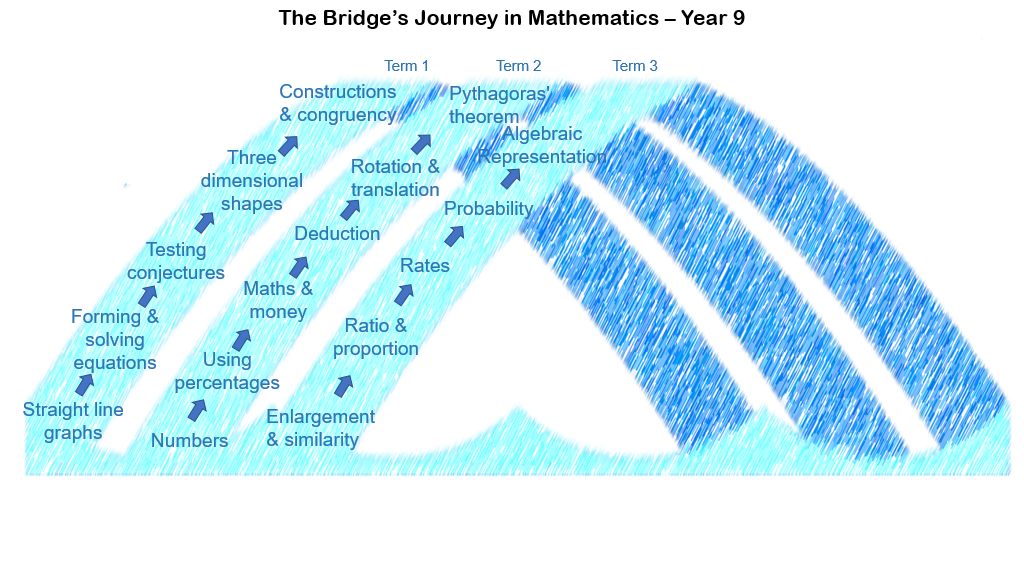 The Bridge’s Journey in Mathematics – Year 9
Term 1
Term 2
Term 3
Constructions
& congruency
Three
dimensional
shapes
Testing
conjectures
Forming &
solving
equations
Straight line
graphs
Pythagoras'
theorem
Rotation &
translation
Deduction
Maths &
money
Using
percentages
Numbers
Algebraic
Representation
Probability
Rates
Ratio &
proportion
Enlargement
& similarity